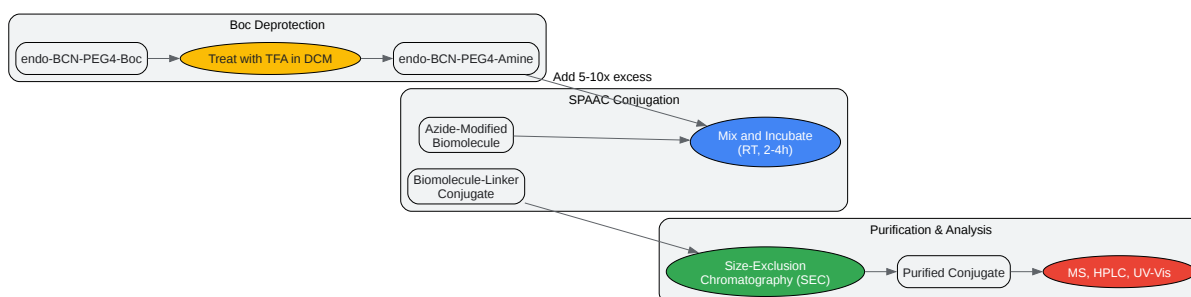 Boc Deprotection
endo-BCN-PEG4-Boc
Treat with TFA in DCM
endo-BCN-PEG4-Amine
Add 5-10x excess
SPAAC Conjugation
Azide-Modified
Biomolecule
Mix and Incubate
(RT, 2-4h)
Biomolecule-Linker
Conjugate
Purification & Analysis
Size-Exclusion
Chromatography (SEC)
Purified Conjugate
MS, HPLC, UV-Vis